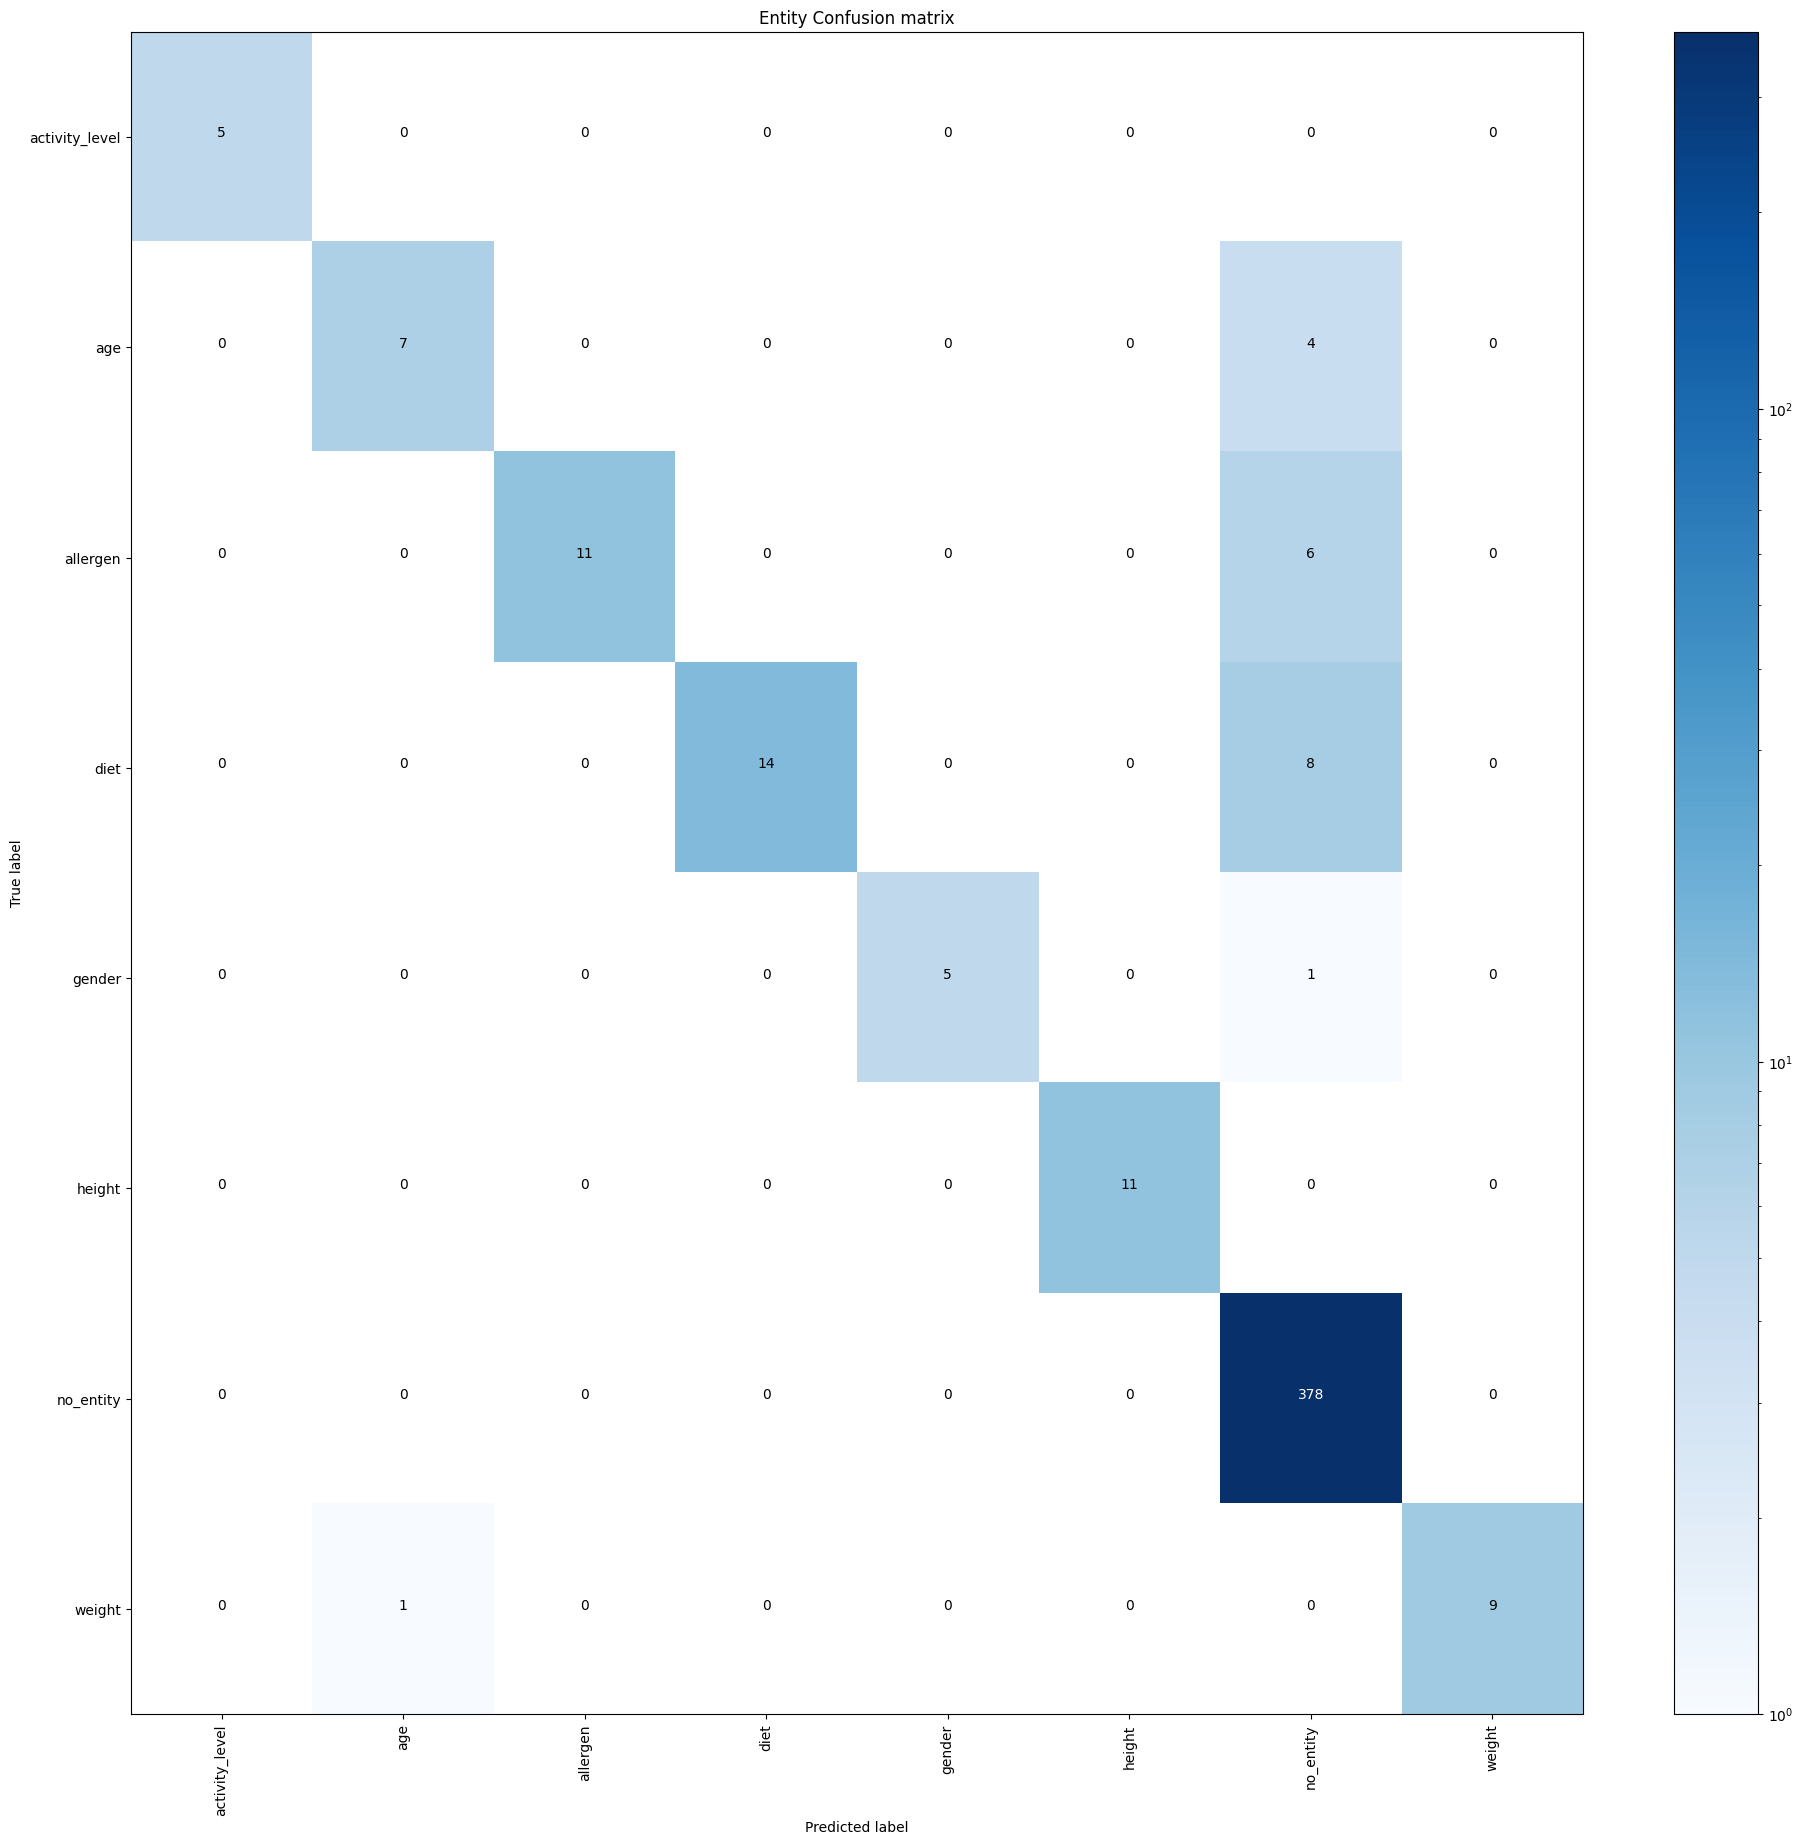 Entity Confusion matrix
activity_level 5 0 0 0 0 0 0 0
age 0 7 0 0 0 0 4 0
10²
allergen 0 0 11 0 0 0 6 0
diet 0 0 0 14 0 0 8 0
True label
gender 0 0 0 0 5 0 1 0
10¹
height 0 0 0 0 0 11 0 0
no_entity 0 0 0 0 0 0 378 0
weight 0 1 0 0 0 0 0 9
10⁰
activity_level age allergen diet gender height no_entity weight
Predicted label